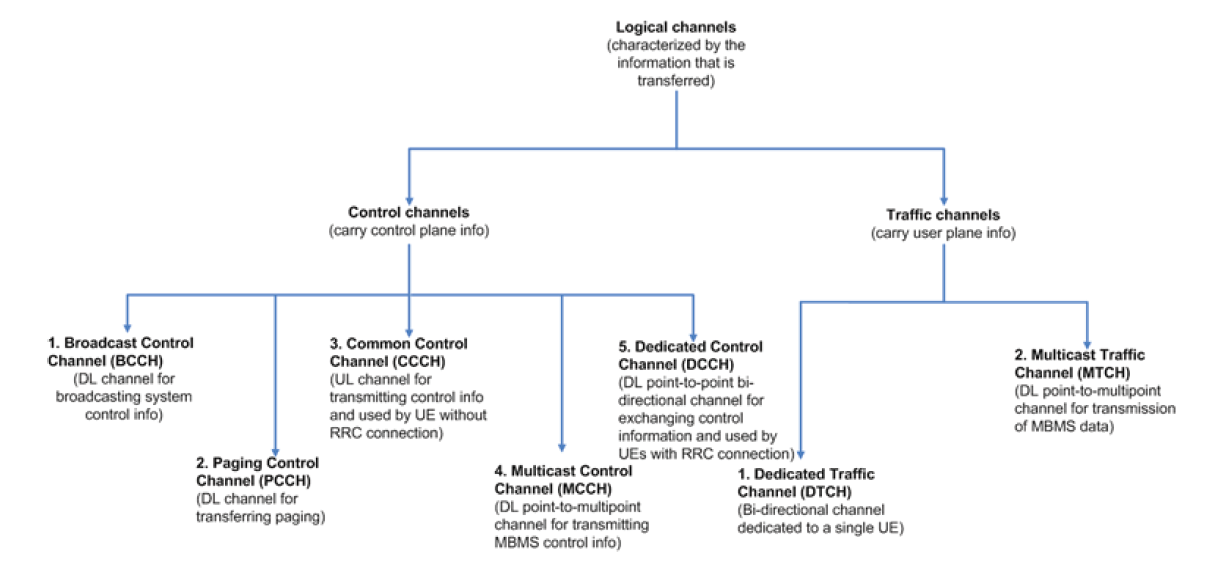 Logical channels
(characterized by the
information that is
transferred)
Control channels
(carry control plane info)
Traffic channels
(carry user plane info)
1. Broadcast Control
Channel (BCCH)
(DL channel for
broadcasting system
control info)
2. Paging Control
Channel (PCCH)
(DL channel for
transferring paging)
3. Common Control
Channel (CCCH)
(UL channel for
transmitting control info
and used by UE without
RRC connection)
4. Multicast Control
Channel (MCCH)
(DL point-to-multipoint
channel for transmitting
MBMS control info)
5. Dedicated Control
Channel (DCCH)
(DL point-to-point bi-
directional channel for
exchanging control
information and used by
UEs with RRC connection)
1. Dedicated Traffic
Channel (DTCH)
(Bi-directional channel
dedicated to a single UE)
2. Multicast Traffic
Channel (MTCH)
(DL point-to-multipoint
channel for transmission
of MBMS data)